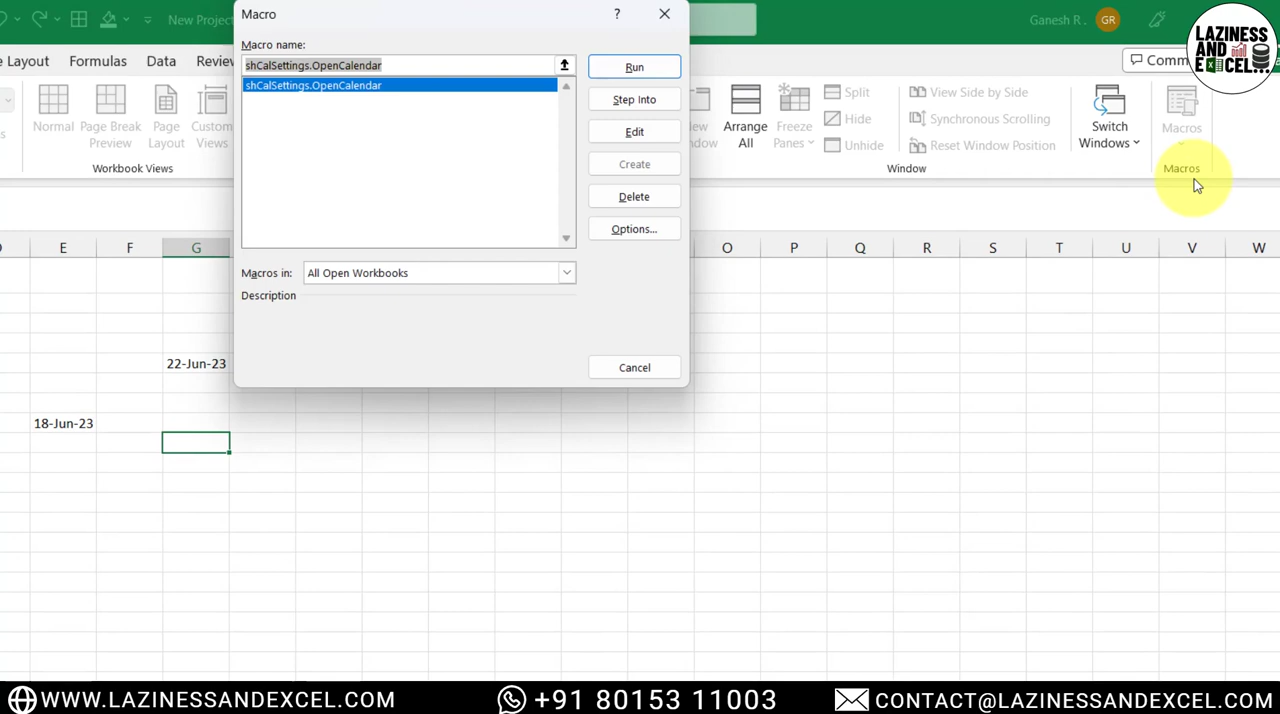 New Projec
Ganesh R.
GR
LAZINESS
AND
EXCEL...
e Layout
Formulas
Data
Review
Comm
Normal
Page Break
Preview
Page
Layout
Custom
Views
Workbook Views
Arrange
All
Freeze
Panes
Split
Hide
Unhide
View Side by Side
Synchronous Scrolling
Reset Window Position
Window
Switch
Windows
Macros
Macros
Macro
?
Macro name:
shCalSettings.OpenCalendar
shCalSettings.OpenCalendar
Run
Step Into
Edit
Create
Delete
Options...
Macros in:
All Open Workbooks
Description
Cancel
E F G O P Q R S T U V W
22-Jun-23
18-Jun-23
WWW.LAZINESSANDEXCEL.COM
+91 80153 11003
CONTACT@LAZINESSANDEXCEL.COM